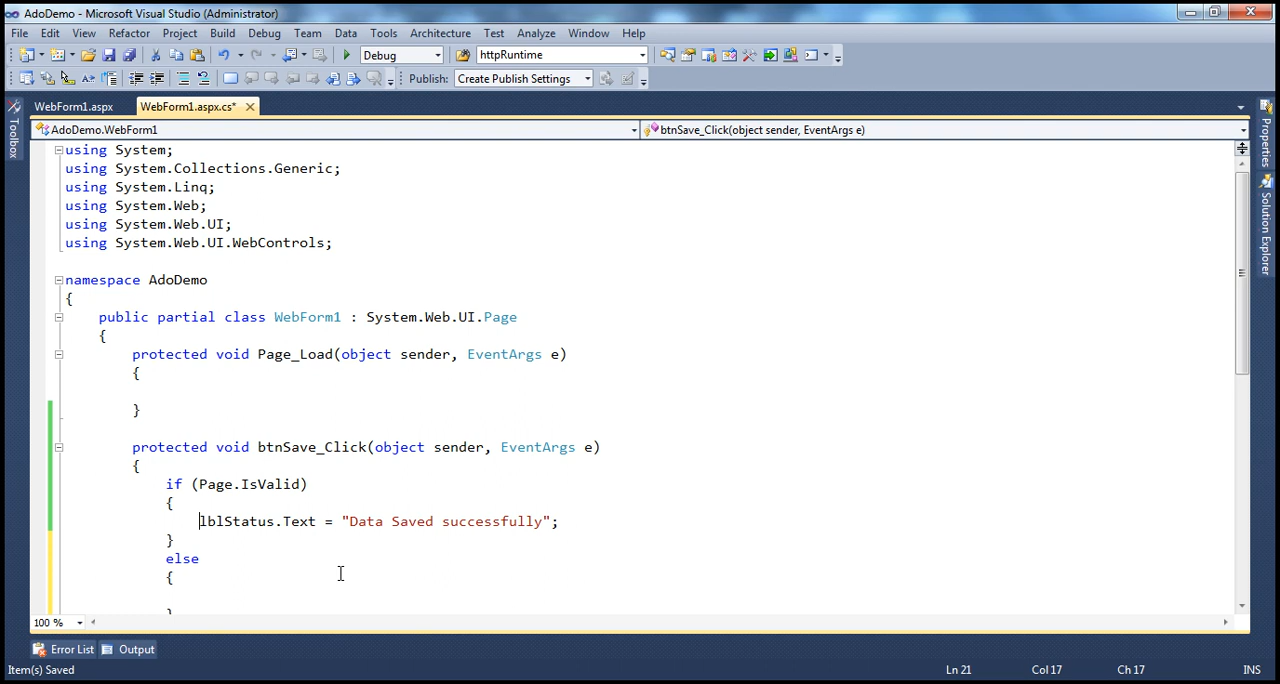 AdoDemo - Microsoft Visual Studio (Administrator)
File Edit View Refactor Project Build Debug Team Data Tools Architecture Test Analyze Window Help
Debug httpRuntime
Publish: Create Publish Settings
WebForm1.aspx WebForm1.aspx.cs*
AdoDemo.WebForm1 btnSave_Click(object sender, EventArgs e)
Toolbox
Properties
Solution Explorer
using System;
using System.Collections.Generic;
using System.Linq;
using System.Web;
using System.Web.UI;
using System.Web.UI.WebControls;
namespace AdoDemo
{
public partial class WebForm1 : System.Web.UI.Page
{
protected void Page_Load(object sender, EventArgs e)
{
}
protected void btnSave_Click(object sender, EventArgs e)
{
if (Page.IsValid)
{
lblStatus.Text = "Data Saved successfully";
}
else
{
}
100 %
Error List Output
Item(s) Saved Ln 21 Col 17 Ch 17 INS